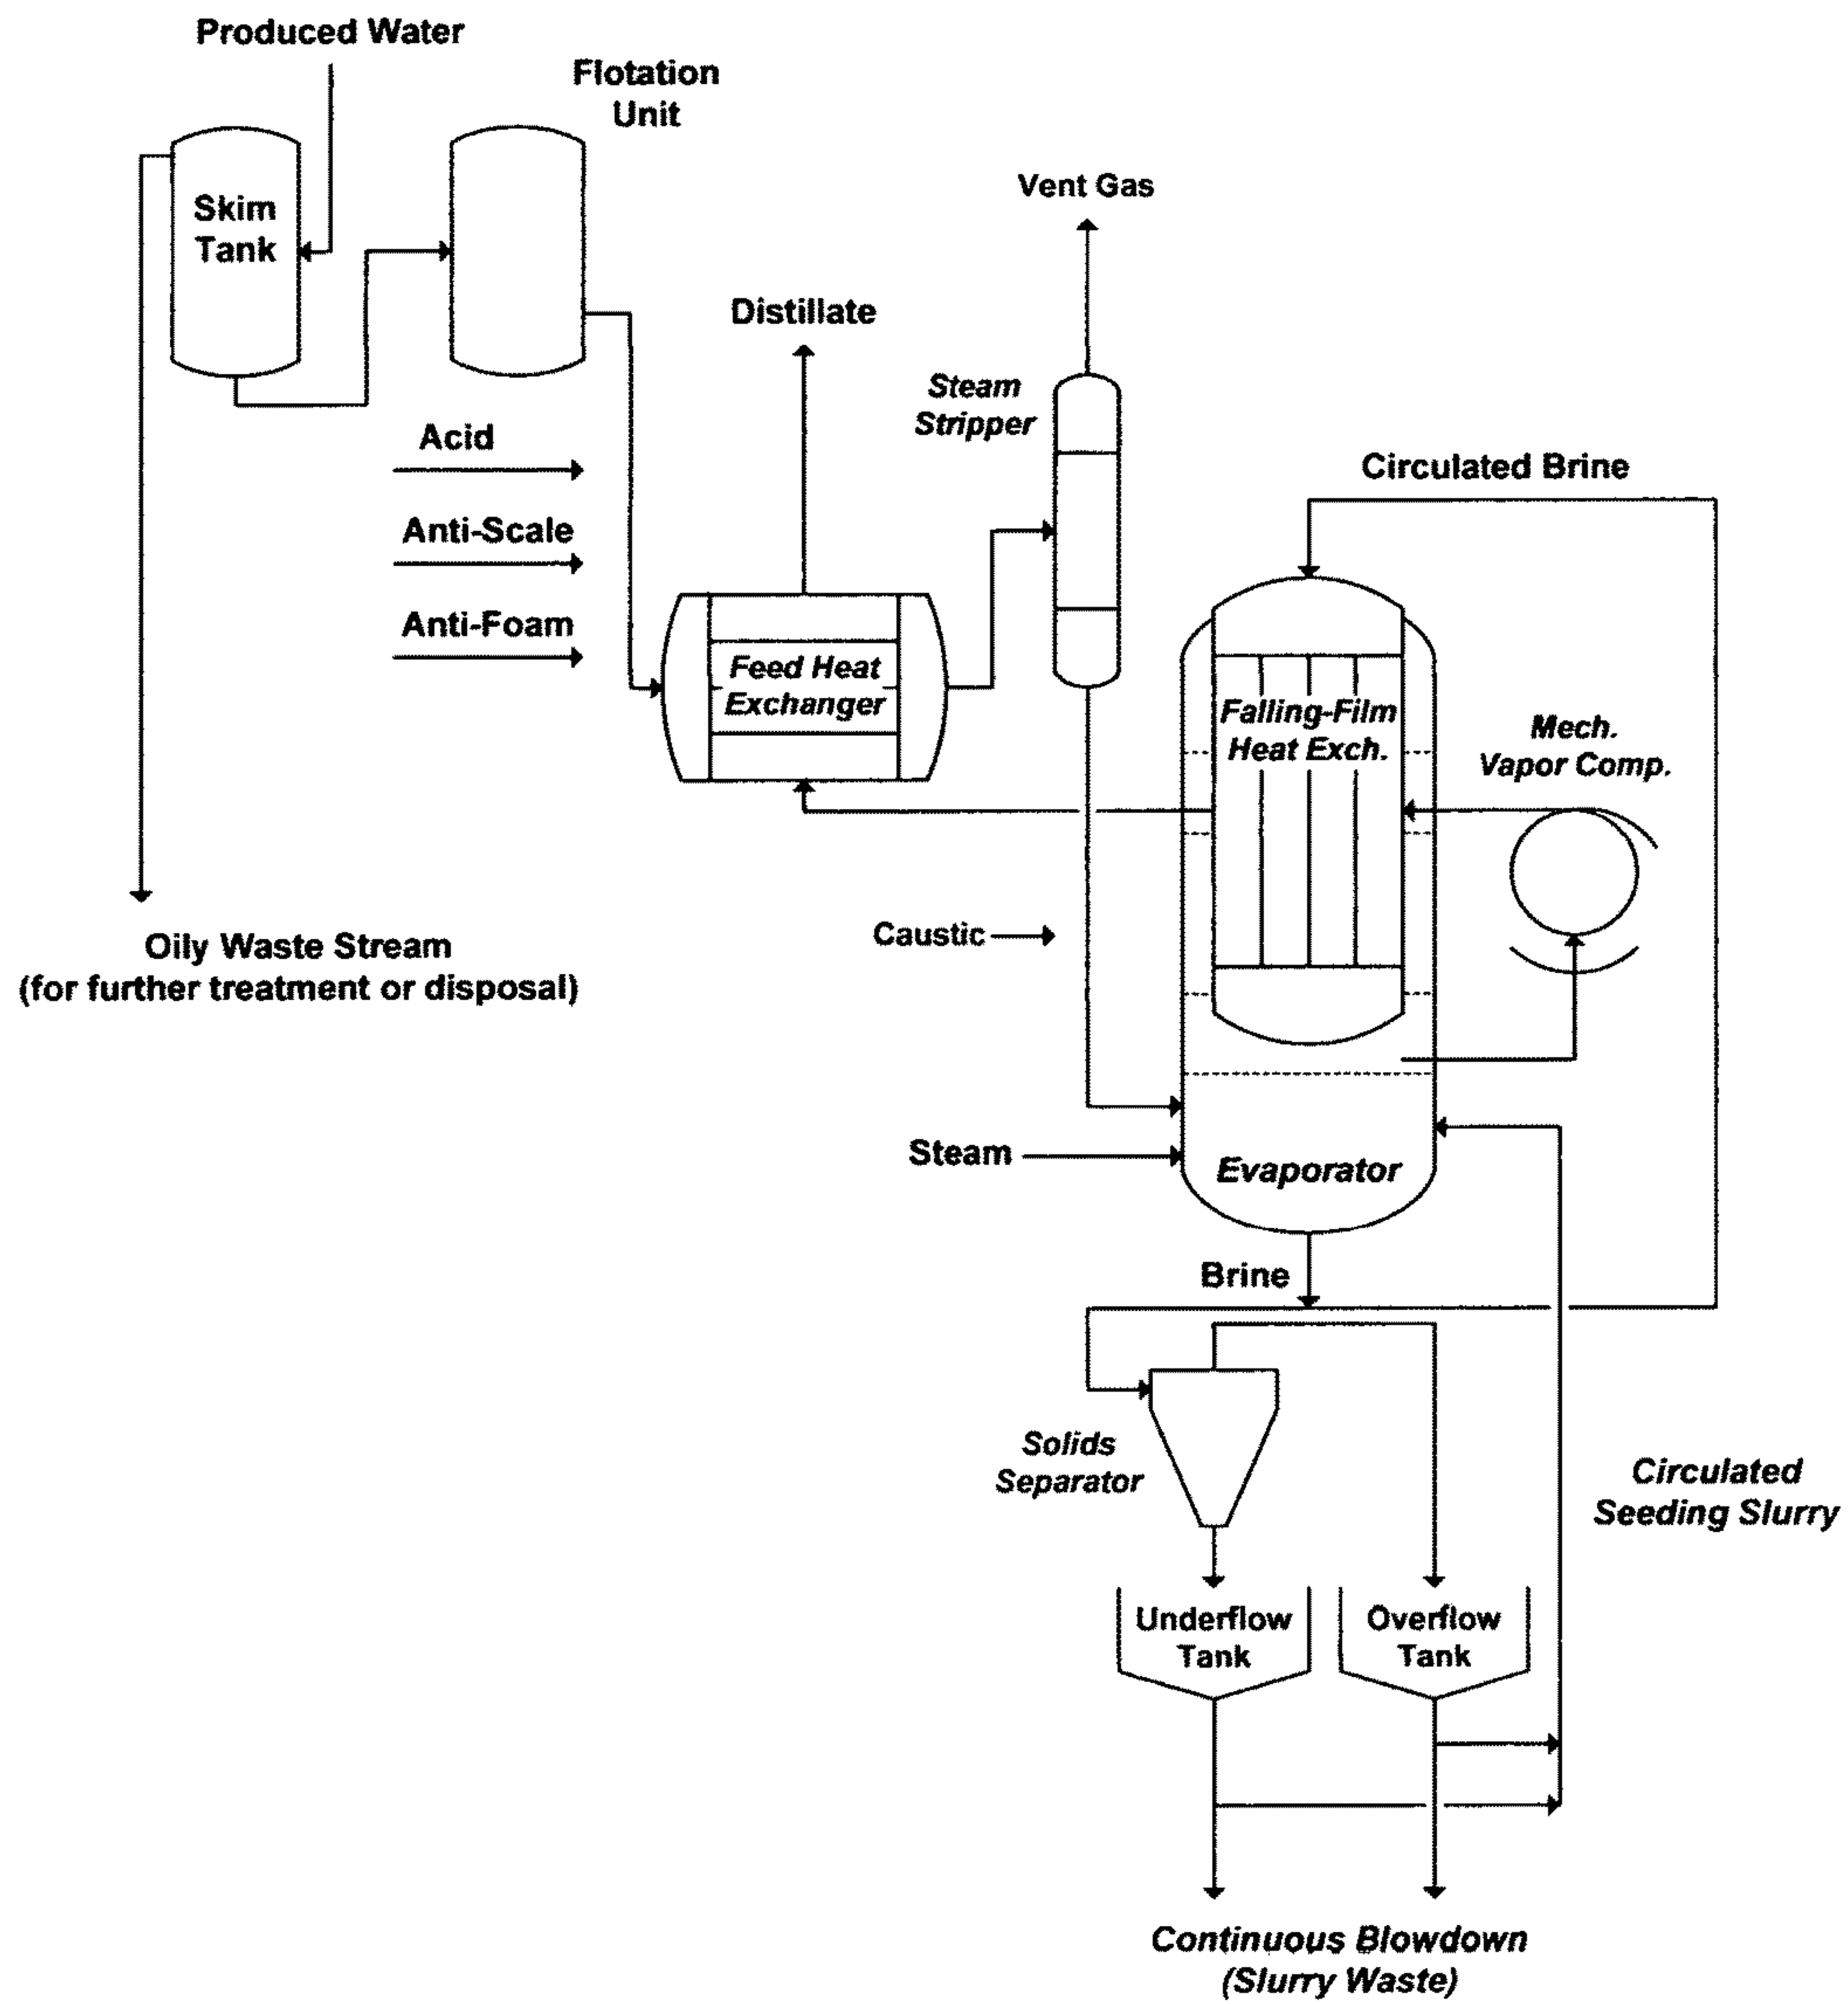 Produced Water
Flotation
Unit
Skim
Tank
Vent Gas
Distillate
Steam
Stripper
Acid
Circulated Brine
Anti-Scale
Anti-Foam
Feed Heat
Exchanger
Falling-Film
Heat Exch.
Mech.
Vapor Comp.
Caustic
Oily Waste Stream
(for further treatment or disposal)
Steam
Evaporator
Brine
Solids
Separator
Circulated
Seeding Slurry
Underflow
Tank
Overflow
Tank
Continuous Blowdown
(Slurry Waste)